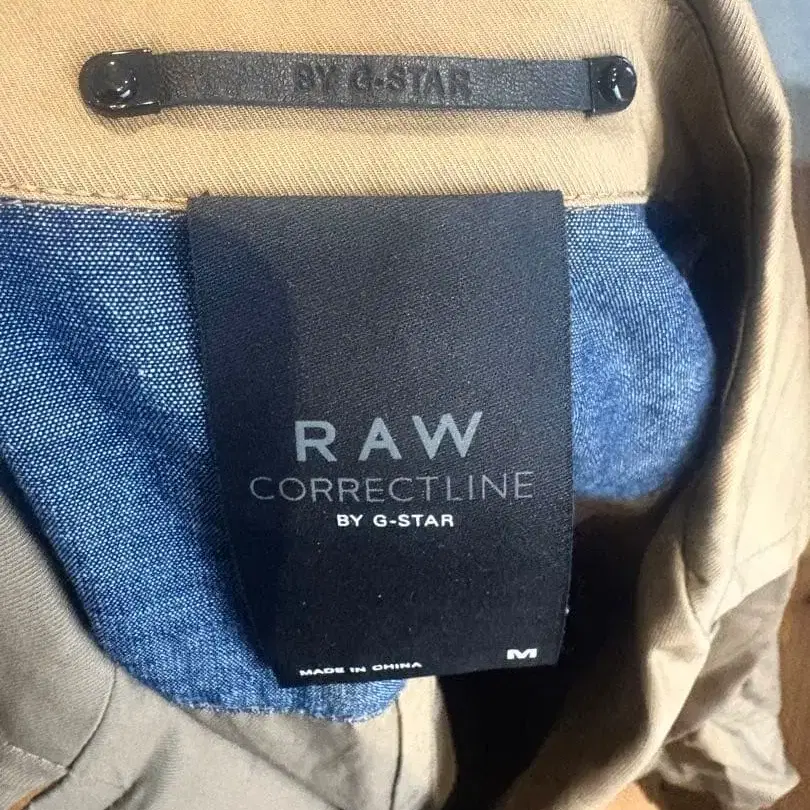 BY G-STAR
RAW
CORRECTLINE
BY G-STAR
MADE IN CHINA
M